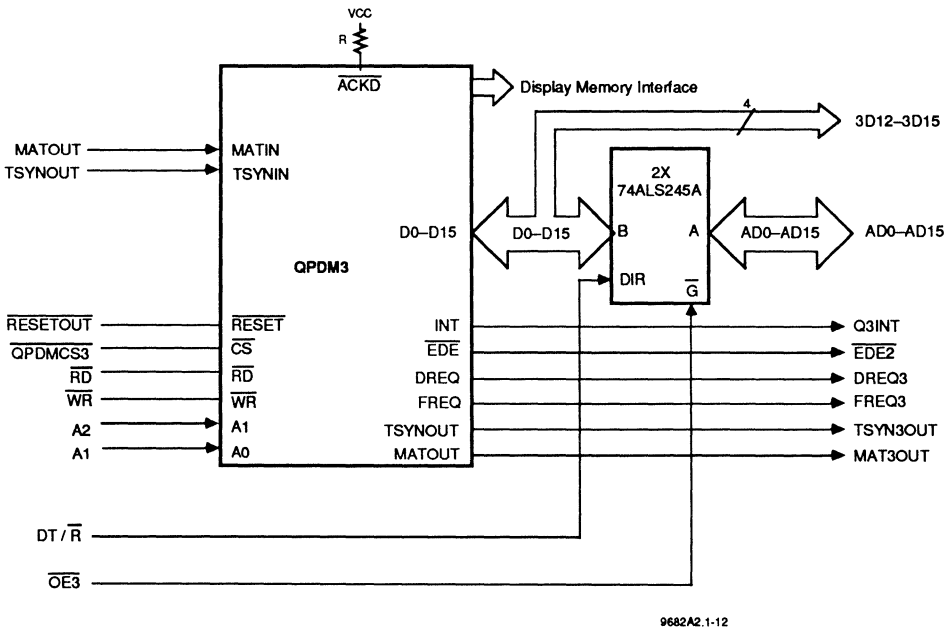 VCC
R
ACKD
Display Memory Interface
4
3D12–3D15
MATOUT
MATIN
TSYNOUT
TSYNIN
2X
74ALS245A
D0–D15
D0–D15
B
A
AD0–AD15
AD0–AD15
QPDM3
DIR
G
RESETOUT
RESET
INT
Q3INT
QPDMCS3
CS
EDE
EDE2
RD
RD
DREQ
DREQ3
WR
WR
FREQ
FREQ3
A2
A1
TSYNOUT
TSYN3OUT
A1
A0
MATOUT
MAT3OUT
DT / R
OE3
9682A2.1-12